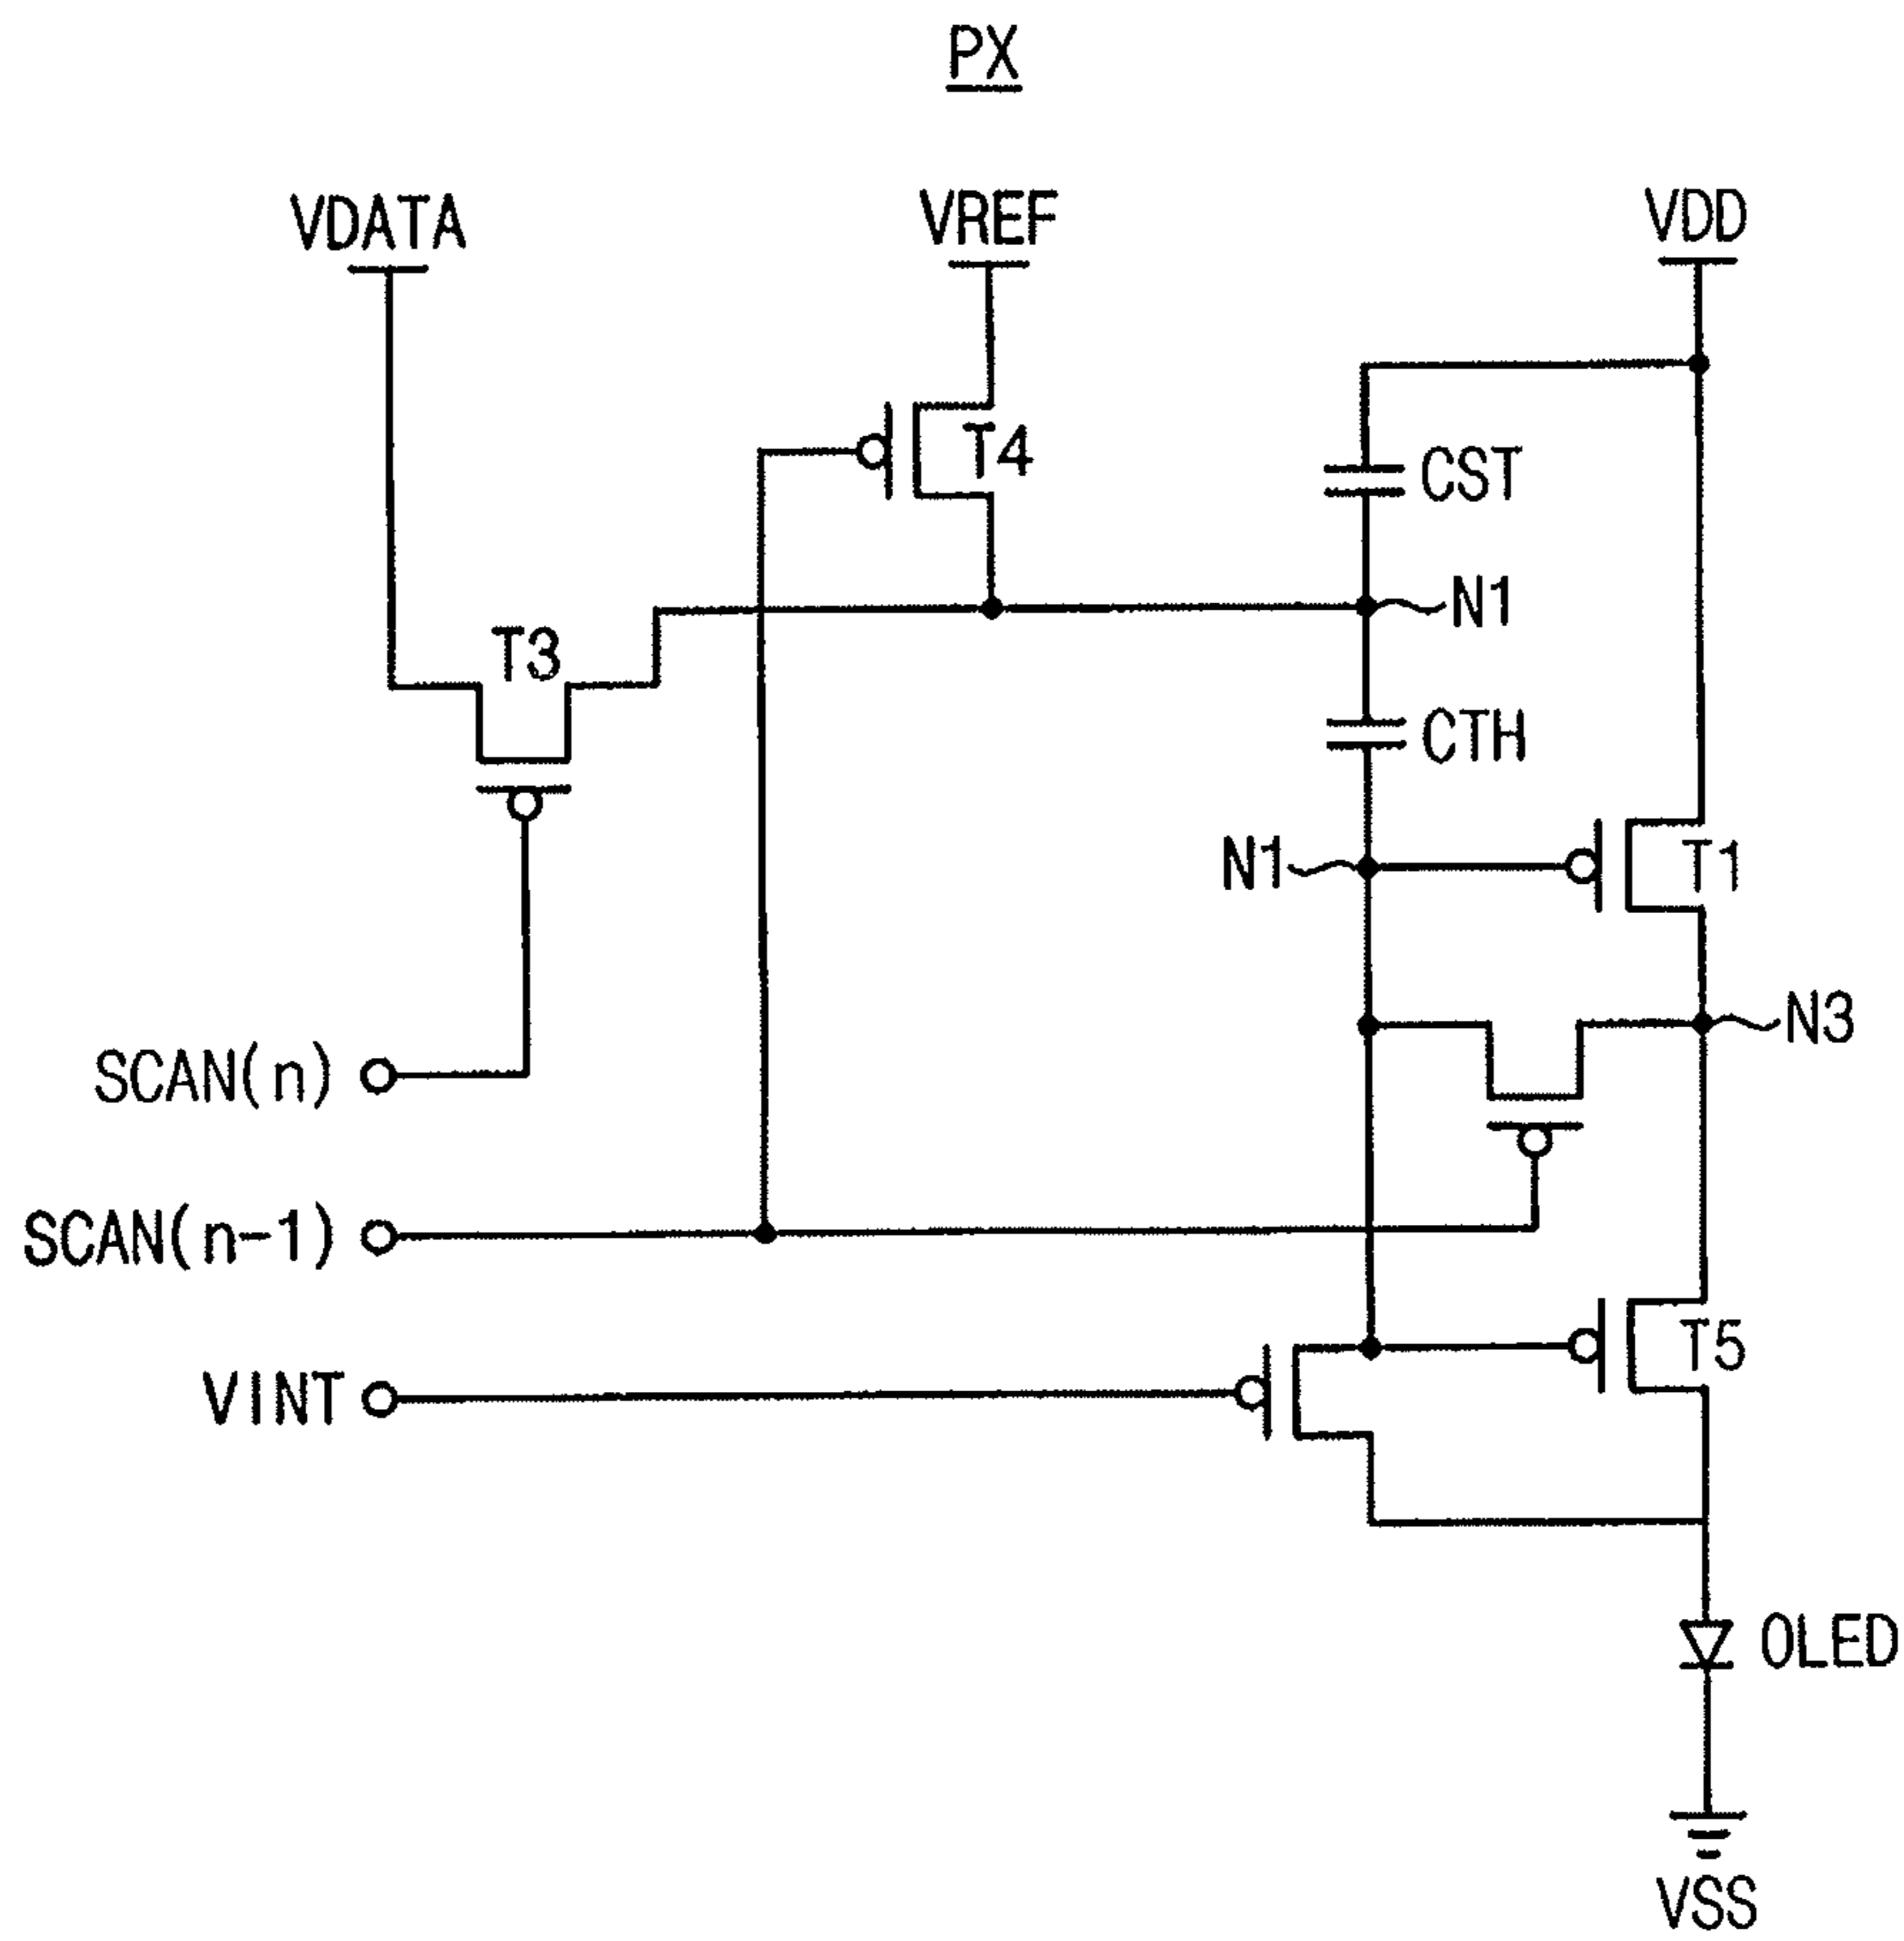 PX
VDATA
VREF
VDD
T4
CST
N1
T3
CTH
N1
T1
N3
SCAN(n)
SCAN(n-1)
T5
VINT
OLED
VSS